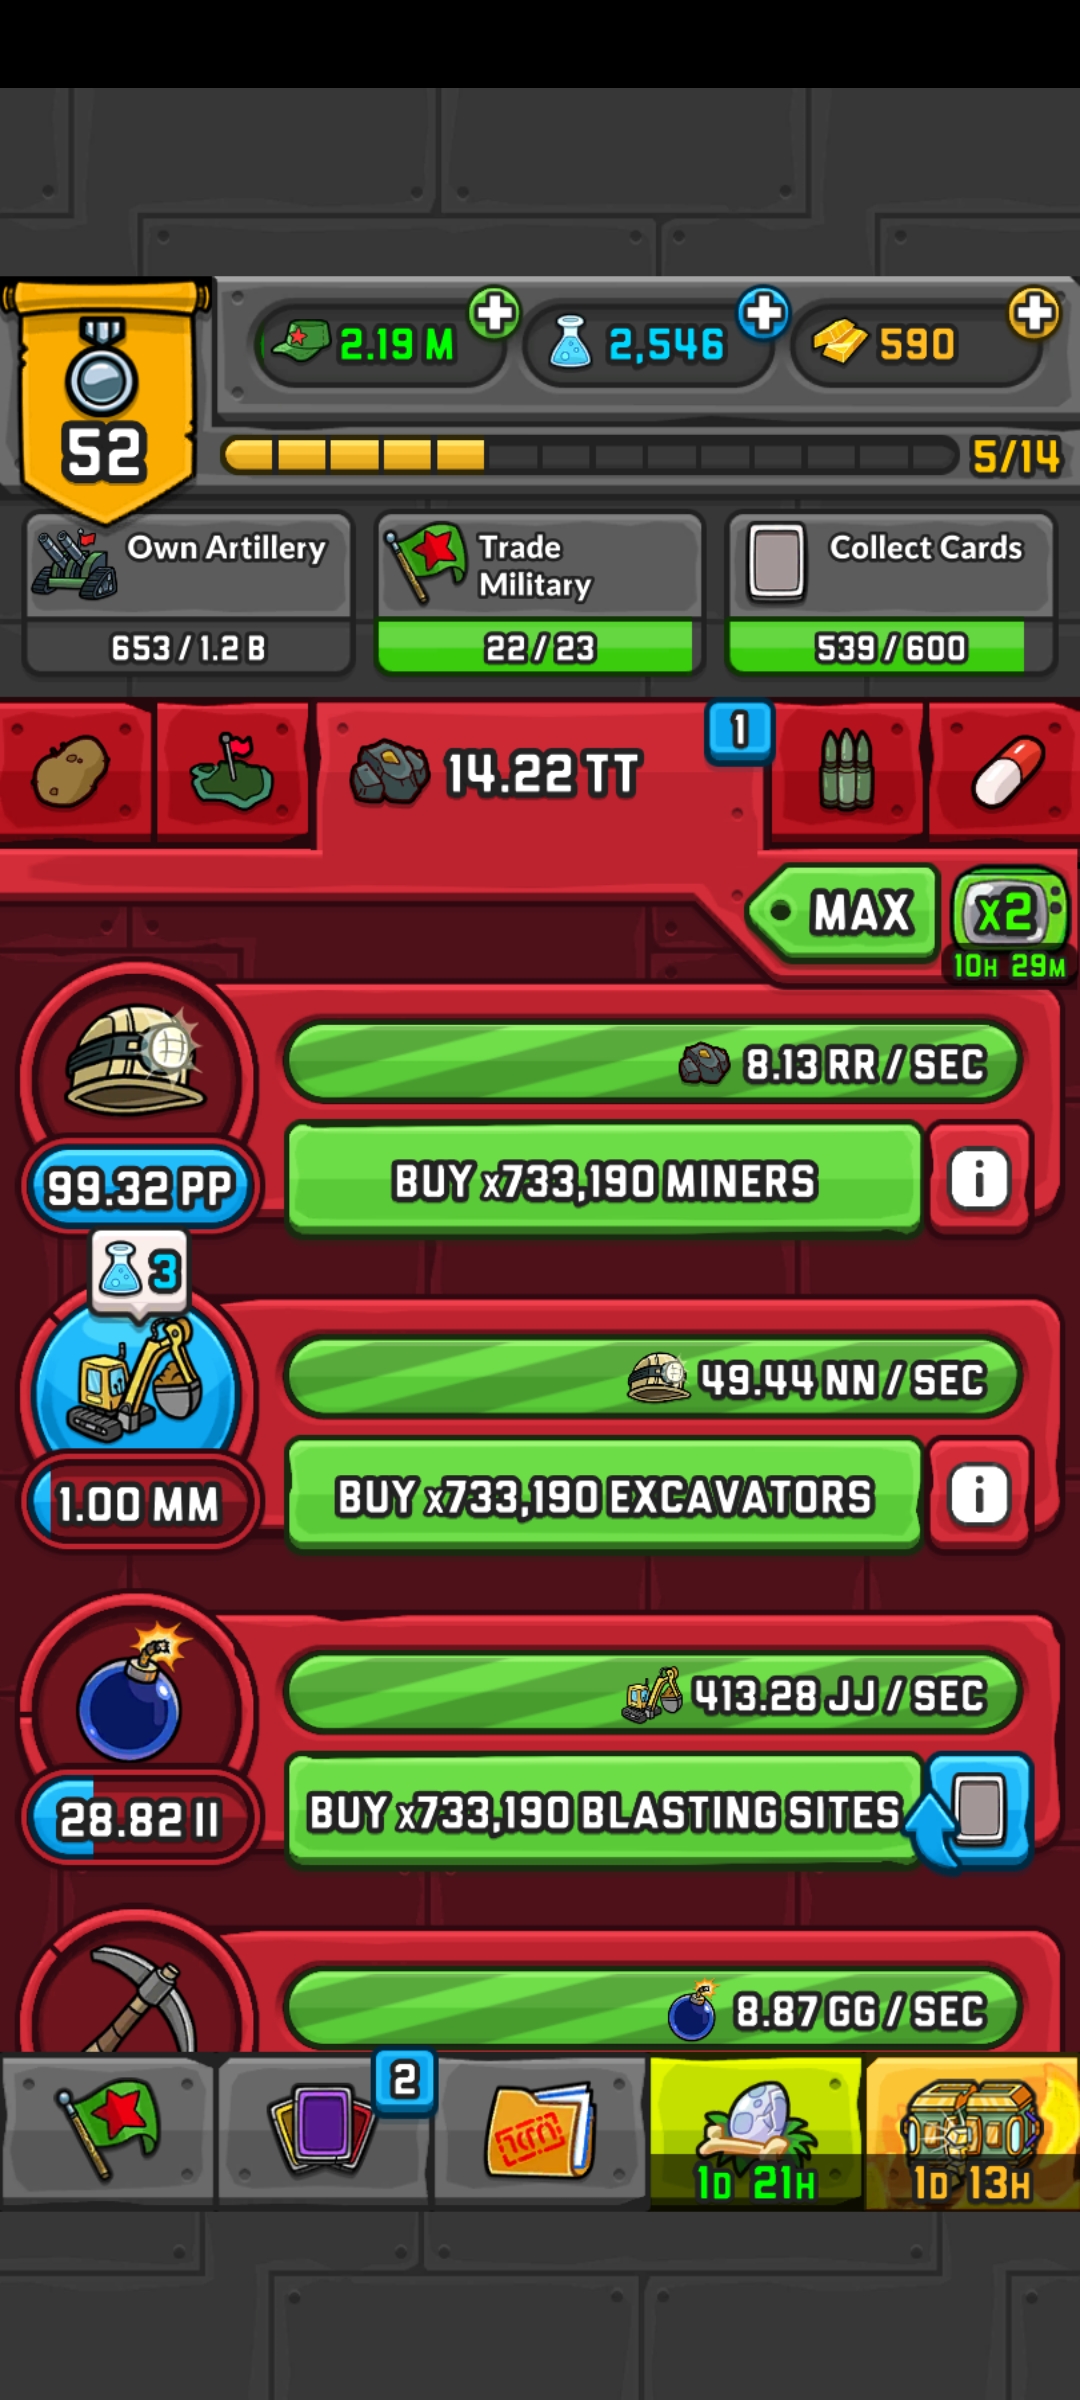 2.19 M
2,546
590
52
5/14
Own Artillery
653 / 1.2 B
Trade
Military
22 / 23
Collect Cards
539 / 600
14.22 TT
1
MAX
x2
10H 29M
8.13 RR / SEC
99.32 PP
BUY x733,190 MINERS
i
3
49.44 NN / SEC
1.00 MM
BUY x733,190 EXCAVATORS
i
413.28 JJ / SEC
28.82 II
BUY x733,190 BLASTING SITES
8.87 GG / SEC
2
1D 21H
1D 13H